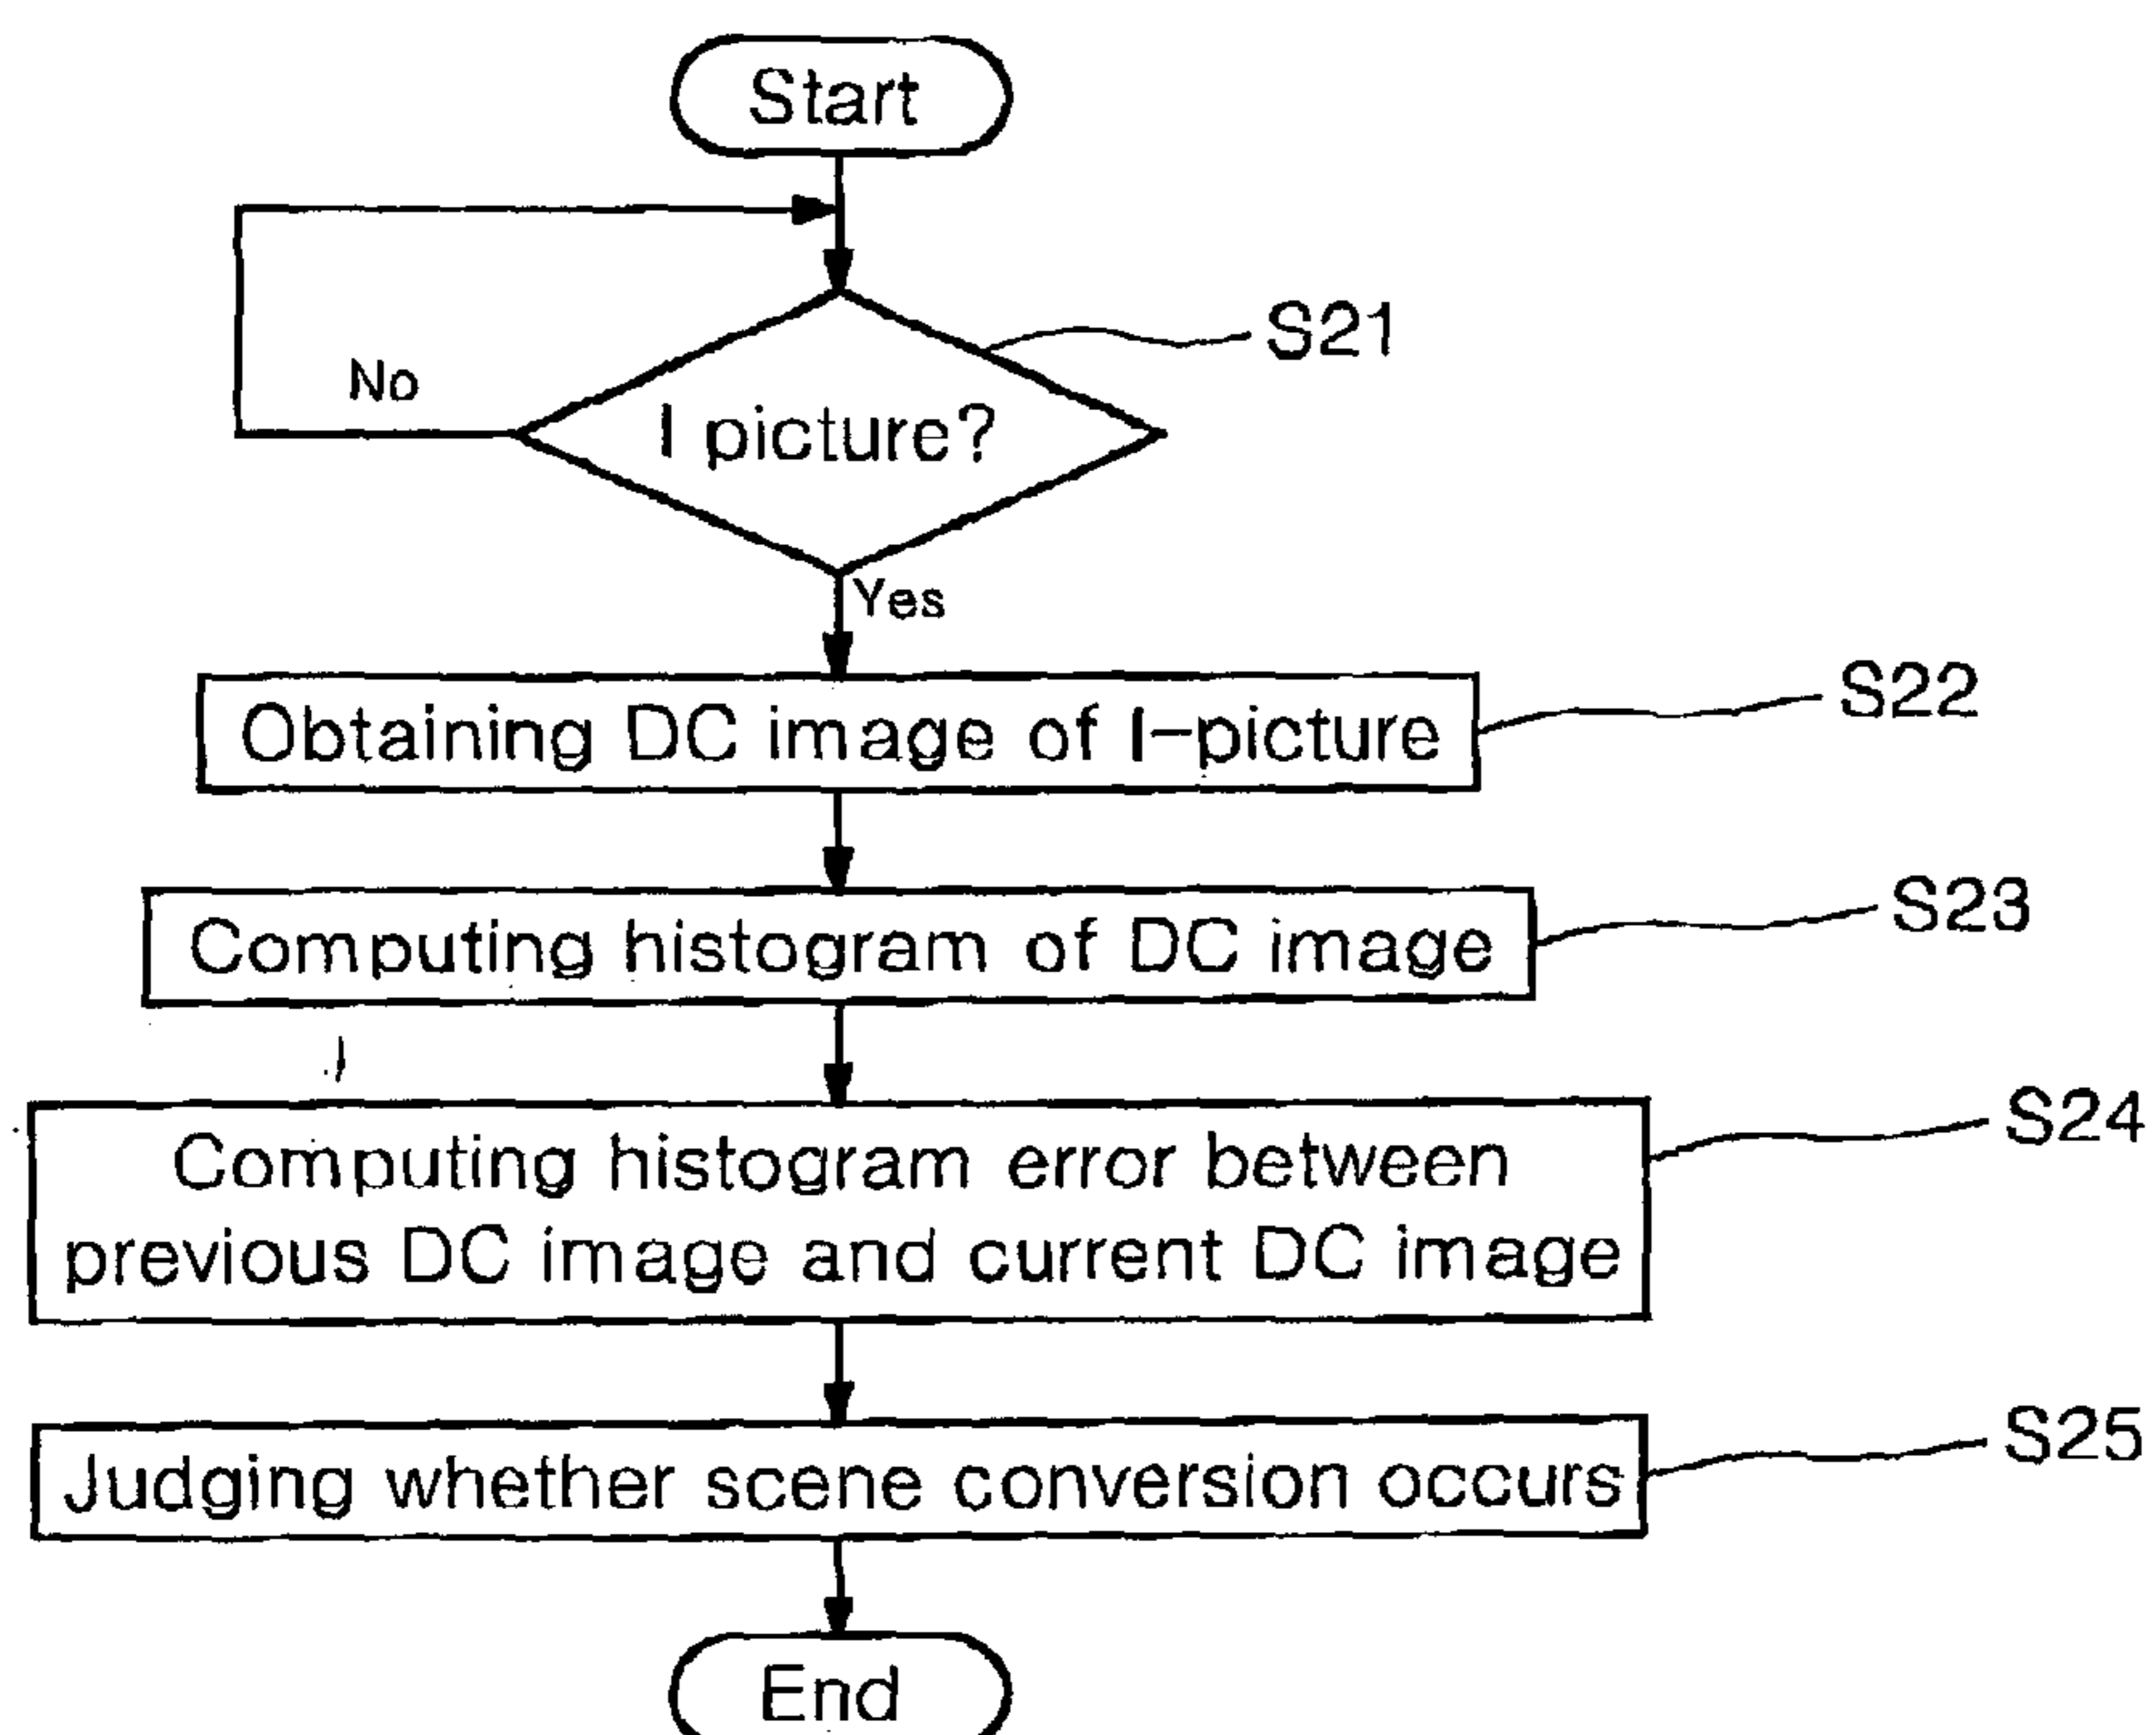 Start
S21
No
I picture?
Yes
S22
Obtaining DC image of I-picture
S23
Computing histogram of DC image
S24
Computing histogram error between
previous DC image and current DC image
S25
Judging whether scene conversion occurs
End